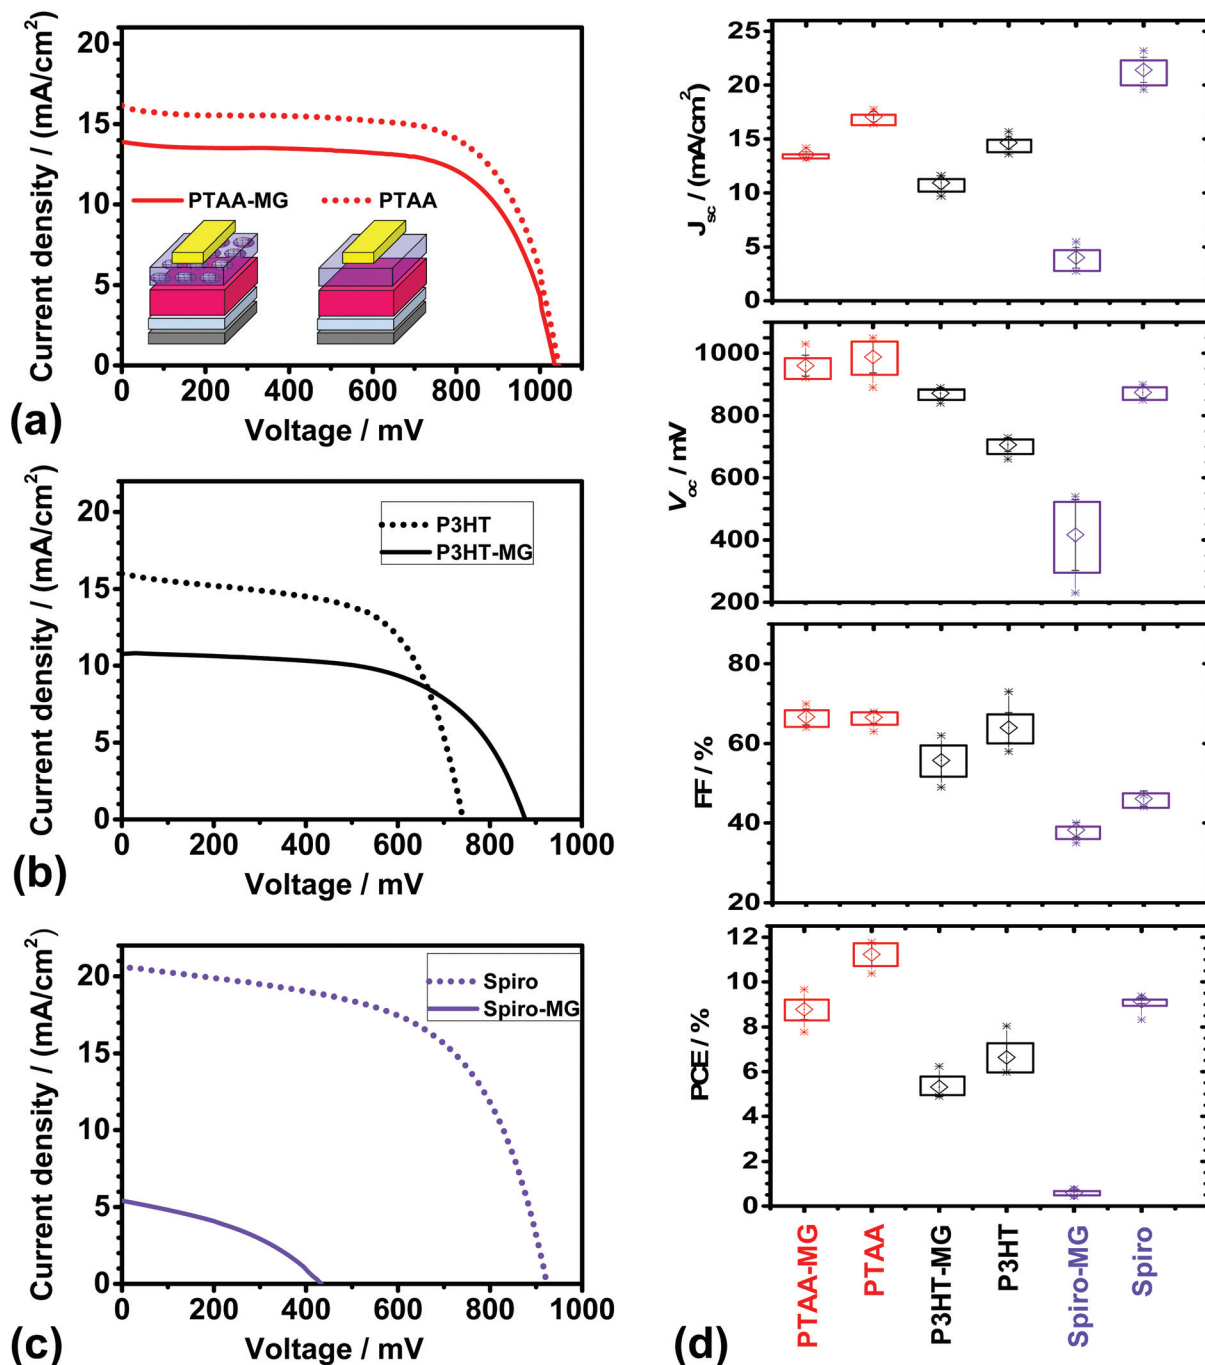 20
15
10
5
0
Current density / (mA/cm²)
PTAA-MG
PTAA
0 200 400 600 800 1000
Voltage / mV
(a)
20
15
10
5
0
Current density / (mA/cm²)
P3HT
P3HT-MG
0 200 400 600 800 1000
Voltage / mV
(b)
20
15
10
5
0
Current density / (mA/cm²)
Spiro
Spiro-MG
0 200 400 600 800 1000
Voltage / mV
(c)
25
20
15
10
5
0
J_sc / (mA/cm²)
1000
800
600
400
200
V_oc / mV
80
60
40
20
FF / %
12
10
8
6
4
2
0
PCE / %
PTAA-MG
PTAA
P3HT-MG
P3HT
Spiro-MG
Spiro
(d)